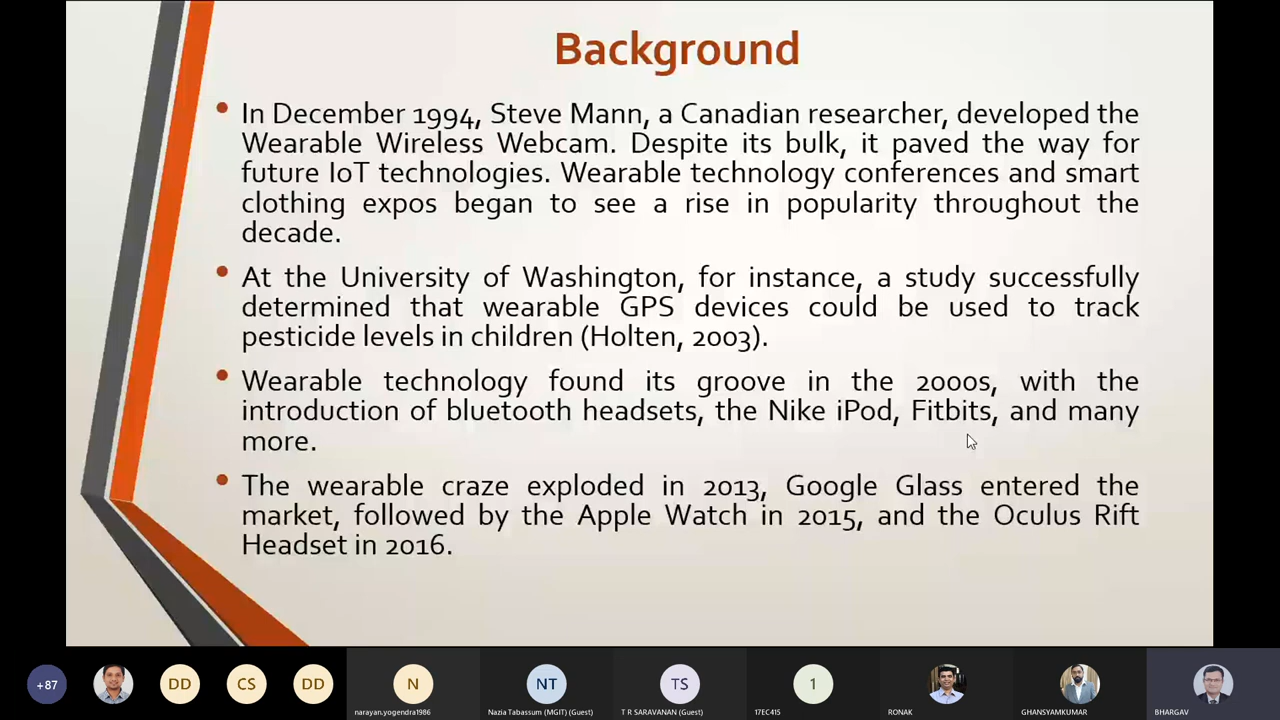 Background
In December 1994, Steve Mann, a Canadian researcher, developed the
Wearable Wireless Webcam. Despite its bulk, it paved the way for
future IoT technologies. Wearable technology conferences and smart
clothing expos began to see a rise in popularity throughout the
decade.
At the University of Washington, for instance, a study successfully
determined that wearable GPS devices could be used to track
pesticide levels in children (Holten, 2003).
Wearable technology found its groove in the 2000s, with the
introduction of bluetooth headsets, the Nike iPod, Fitbits, and many
more.
The wearable craze exploded in 2013, Google Glass entered the
market, followed by the Apple Watch in 2015, and the Oculus Rift
Headset in 2016.
+87
DD
CS
DD
N
NT
TS
1
narayan.yogendra1986
Nazia Tabassum (MGIT) (Guest)
T R SARAVANAN (Guest)
17EC415
RONAK
GHANSYAMKUMAR
BHARGAV